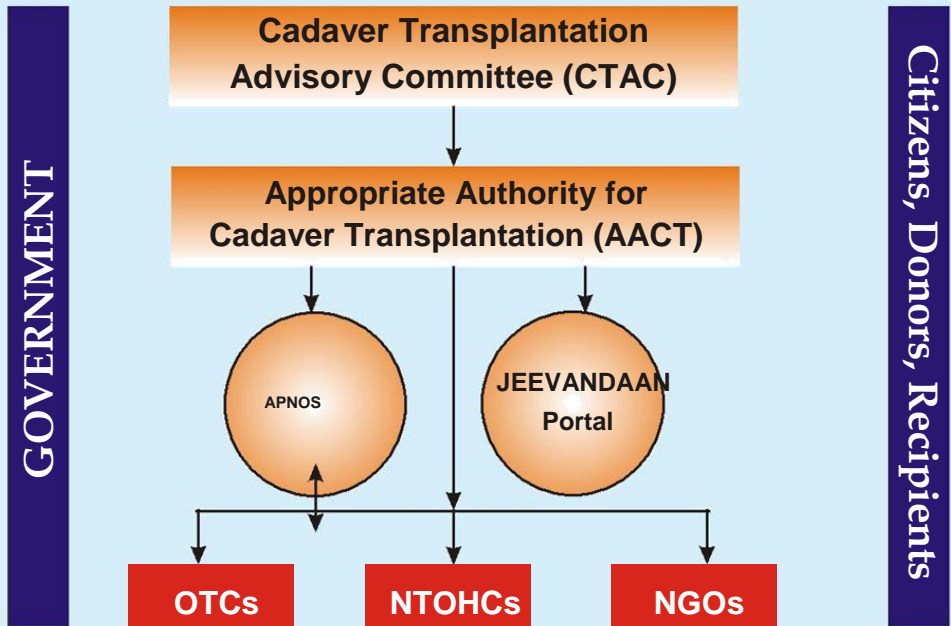 GOVERNMENT
Cadaver Transplantation
Advisory Committee (CTAC)
Appropriate Authority for
Cadaver Transplantation (AACT)
APNOS
JEEVANDAAN
Portal
OTCs
NTOHCs
NGOs
Citizens, Donors, Recipients